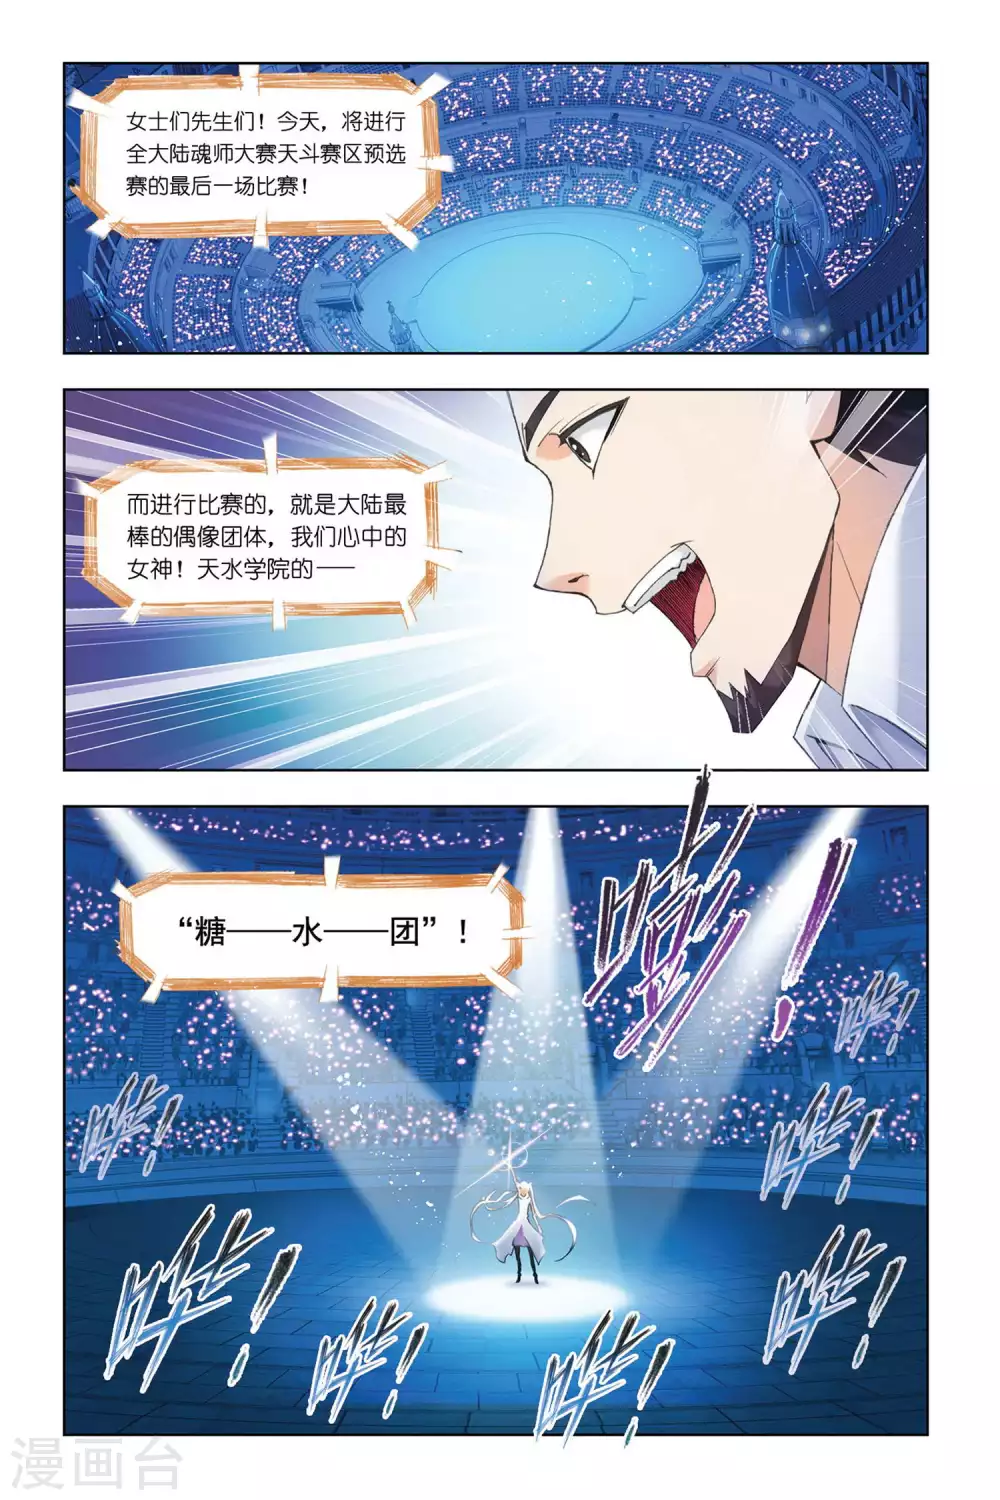 女士们先生们！今天，将进行
全大陆魂师大赛天斗赛区预选
赛的最后一场比赛！
而进行比赛的，就是大陆最
棒的偶像团体，我们心中的
女神！天水学院的——
“糖——水——团”！
嘭！
哗！
哗！
哗！
哗！
哗！
哗！
哗！
漫画台